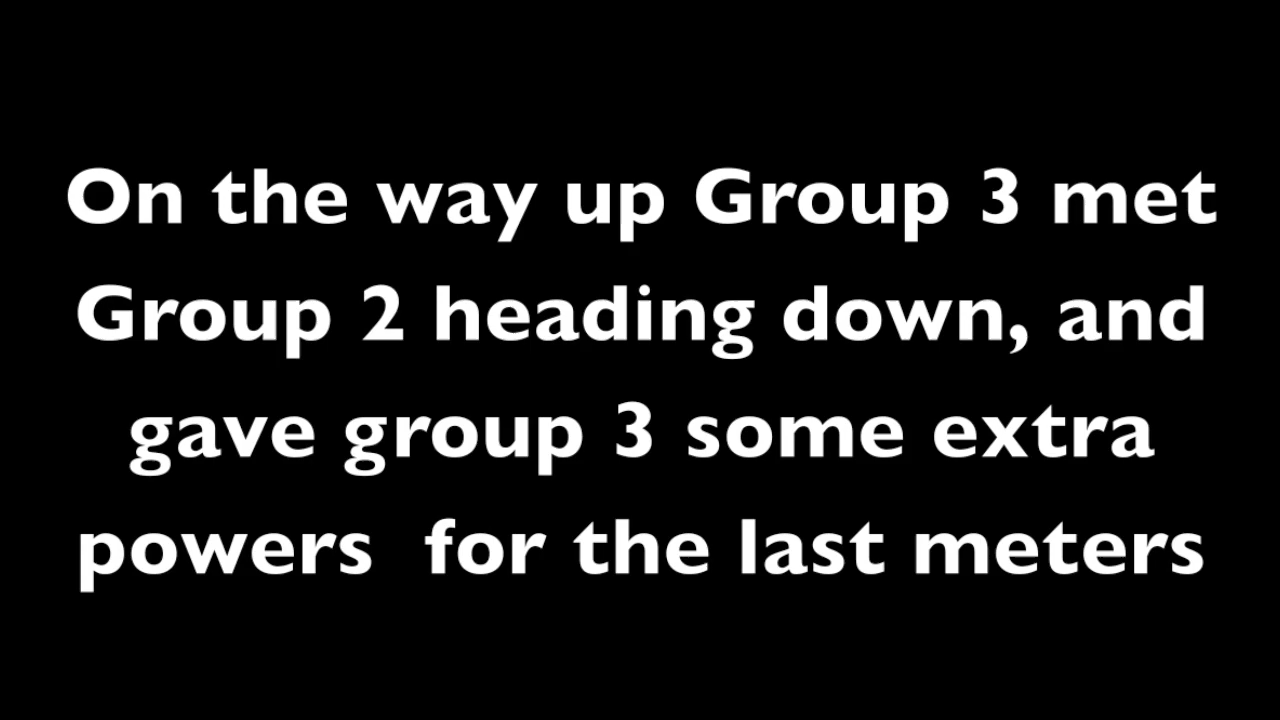 On the way up Group 3 met
Group 2 heading down, and
gave group 3 some extra
powers  for the last meters